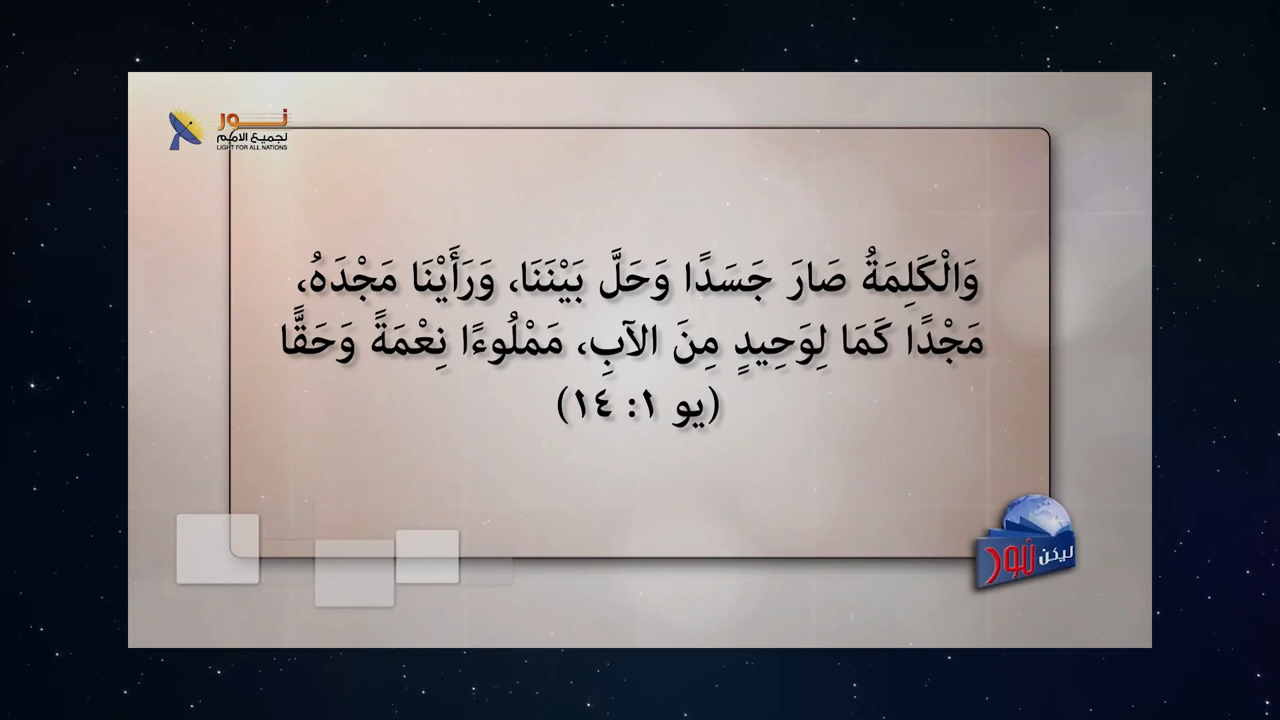 نور
لجميع الامم
LIGHT FOR ALL NATIONS
وَالْكَلِمَةُ صَارَ جَسَدًا وَحَلَّ بَيْنَنَا، وَرَأَيْنَا مَجْدَهُ،
مَجْدًا كَمَا لِوَحِيدٍ مِنَ الآبِ، مَمْلُوءًا نِعْمَةً وَحَقًّا
(يو ١: ١٤)
ليكن نور